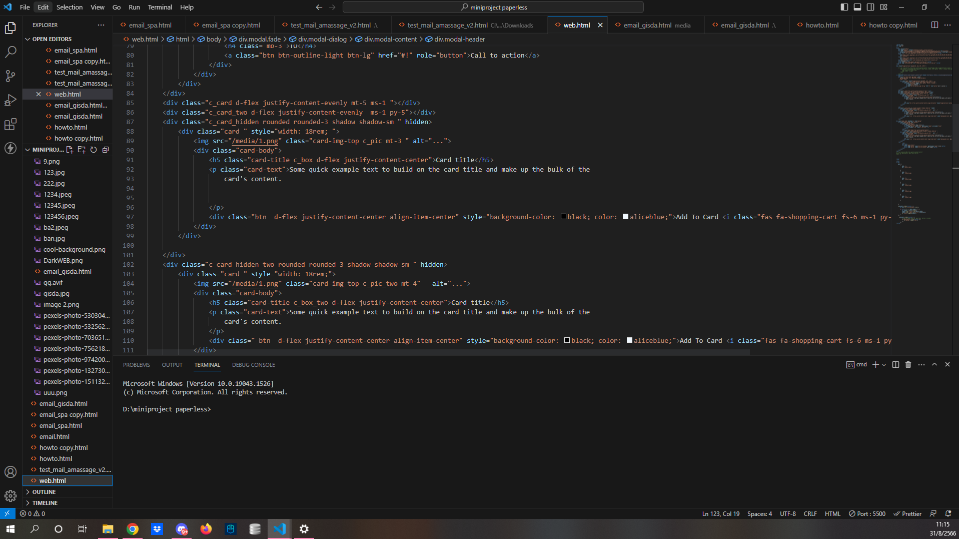 File Edit Selection View Go Run Terminal Help
miniproject paperless
EXPLORER
email_spa.html
email_spa copy.html
test_mail_amassage_v2.html \
test_mail_amassage_v2.html C:\...\Downloads
web.html
email_gisda.html media
email_gisda.html \
howto.html
howto copy.html
OPEN EDITORS
email_spa.html
email_spa copy.ht...
test_mail_amassag...
test_mail_amassag...
web.html
email_gisda.html...
email_gisda.html
howto.html
howto copy.html
MINIPROJ...
9.png
123.jpg
222.jpg
1234.jpeg
12345.jpeg
123456.jpeg
ba2.jpeg
ban.jpg
cool-background.png
DarkWEB.png
email_gisda.html
gg.avif
gisda.jpg
image 2.png
pexels-photo-530304...
pexels-photo-532562...
pexels-photo-703651...
pexels-photo-756218...
pexels-photo-974200...
pexels-photo-132730...
pexels-photo-151132...
uuu.png
email_gisda.html
email_spa copy.html
email_spa.html
email.html
howto copy.html
howto.html
test_mail_amassage_v2....
web.html
OUTLINE
TIMELINE
web.html > html > body > div.modal.fade > div.modal-dialog > div.modal-content > div.modal-header
80 <a class="btn btn-outline-light btn-lg" href="#!" role="button">Call to action</a>
81 </div>
82 </div>
83 </div>
84 </div>
85 <div class="c_card d-flex justify-content-evenly mt-5 ms-1 "></div>
86 <div class="c_card_two d-flex justify-content-evenly  ms-1 py-5"></div>
87 <div class="c_card_hidden rounded rounded-3 shadow shadow-sm " hidden>
88 <div class="card " style="width: 18rem; ">
89 <img src="/media/1.png" class="card-img-top c_pic mt-3 " alt="...">
90 <div class="card-body">
91 <h5 class="card-title c_box d-flex justify-content-center">Card title</h5>
92 <p class="card-text">Some quick example text to build on the card title and make up the bulk of the
93 card's content.
94
95
96 </p>
97 <div class="btn  d-flex justify-content-center align-item-center" style="background-color: black; color: aliceblue;">Add To Card <i class="fas fa-shopping-cart fs-6 ms-1 py-
98 </div>
99 </div>
100
101 </div>
102 <div class="c_card_hidden_two rounded rounded-3 shadow shadow-sm " hidden>
103 <div class="card " style="width: 18rem;">
104 <img src="/media/1.png" class="card-img-top c_pic_two mt-4"   alt="...">
105 <div class="card-body">
106 <h5 class="card-title c_box_two d-flex justify-content-center">Card title</h5>
107 <p class="card-text">Some quick example text to build on the card title and make up the bulk of the
108 card's content.
109 </p>
110 <div class=" btn  d-flex justify-content-center align-item-center" style="background-color: black; color: aliceblue;">Add To Card <i class="fas fa-shopping-cart fs-6 ms-1 py
111 </div>
PROBLEMS OUTPUT TERMINAL DEBUG CONSOLE
cmd
Microsoft Windows [Version 10.0.19043.1526]
(c) Microsoft Corporation. All rights reserved.
D:\miniproject paperless>
0 0
Ln 123, Col 19 Spaces: 4 UTF-8 CRLF HTML Port : 5500 Prettier
11:15
31/8/2566